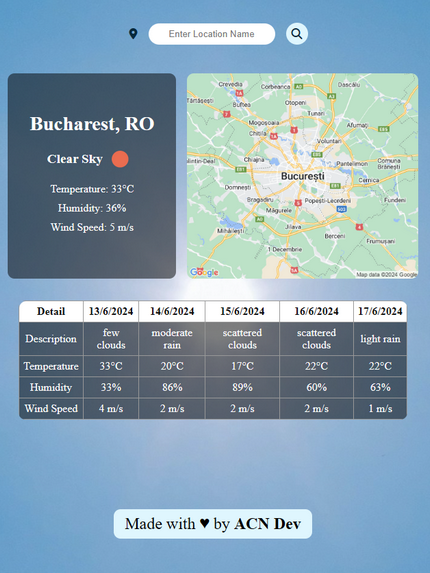 Enter Location Name
Bucharest, RO
Clear Sky
Temperature: 33°C
Humidity: 36%
Wind Speed: 5 m/s
Crevedia
Corbeanca
Dascălu
Buftea
Otopeni
Tunari
Mogoșoaia
Afumați
Chitila
Voluntari
Chiajna
Pantelimon
Comuna
Brănești
București
Cernica
Domnești
Bragadiru
Popești-Leordeni
Fundeni
Măgurele
Mihăilești
Jilava
Berceni
Frumușani
1 Decembrie
Google
Map data ©2024 Google
Detail 13/6/2024 14/6/2024 15/6/2024 16/6/2024 17/6/2024
Description few clouds moderate rain scattered clouds scattered clouds light rain
Temperature 33°C 20°C 17°C 22°C 22°C
Humidity 33% 86% 89% 60% 63%
Wind Speed 4 m/s 2 m/s 2 m/s 2 m/s 1 m/s
Made with ♥ by ACN Dev